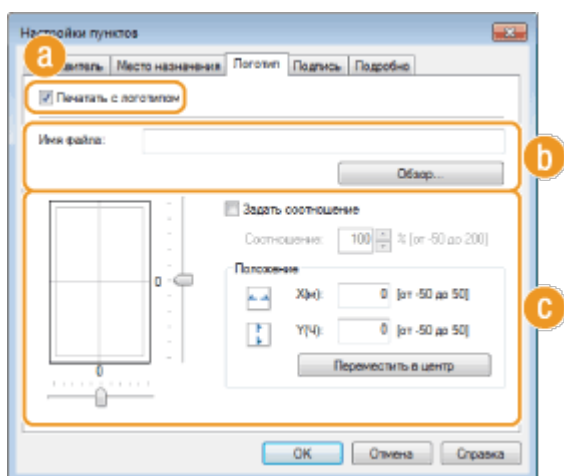 Настройки пунктов
a
Место назначения Логотип Подпись Подробно
Печатать с логотипом
Имя файла:
b
Обзор...
Задать соотношение
Соотношение: 100 % [от -50 до 200]
Положение
0
X(м): 0 [от -50 до 50]
c
Y(Ч): 0 [от -50 до 50]
Переместить в центр
0
OK Отмена Справка